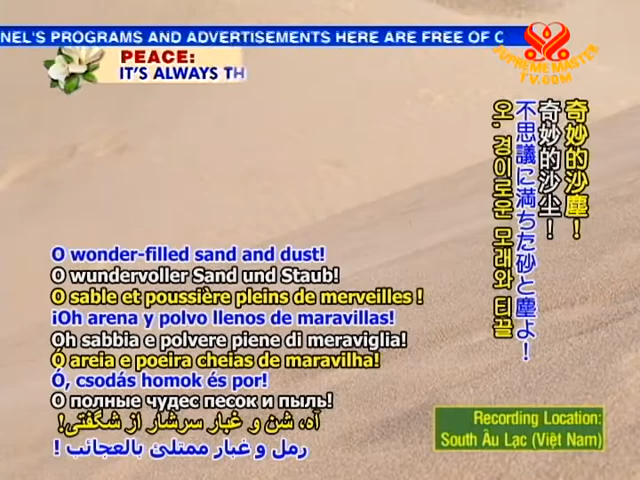 NEL'S PROGRAMS AND ADVERTISEMENTS HERE ARE FREE OF C
SUPREME MASTER
TV.COM
PEACE:
IT'S ALWAYS TH
奇妙的沙塵！
奇妙的沙尘！
不思議に満ちた砂と塵よ！
오, 경이로운 모래와 티끌
O wonder-filled sand and dust!
O wundervoller Sand und Staub!
O sable et poussière pleins de merveilles !
¡Oh arena y polvo llenos de maravillas!
Oh sabbia e polvere piene di meraviglia!
Ó areia e poeira cheias de maravilha!
Ó, csodás homok és por!
О полные чудес песок и пыль!
آه، شن و غبار سرشار از شگفتی!
رمل و غبار ممتلئ بالعجائب !
Recording Location:
South Âu Lạc (Việt Nam)